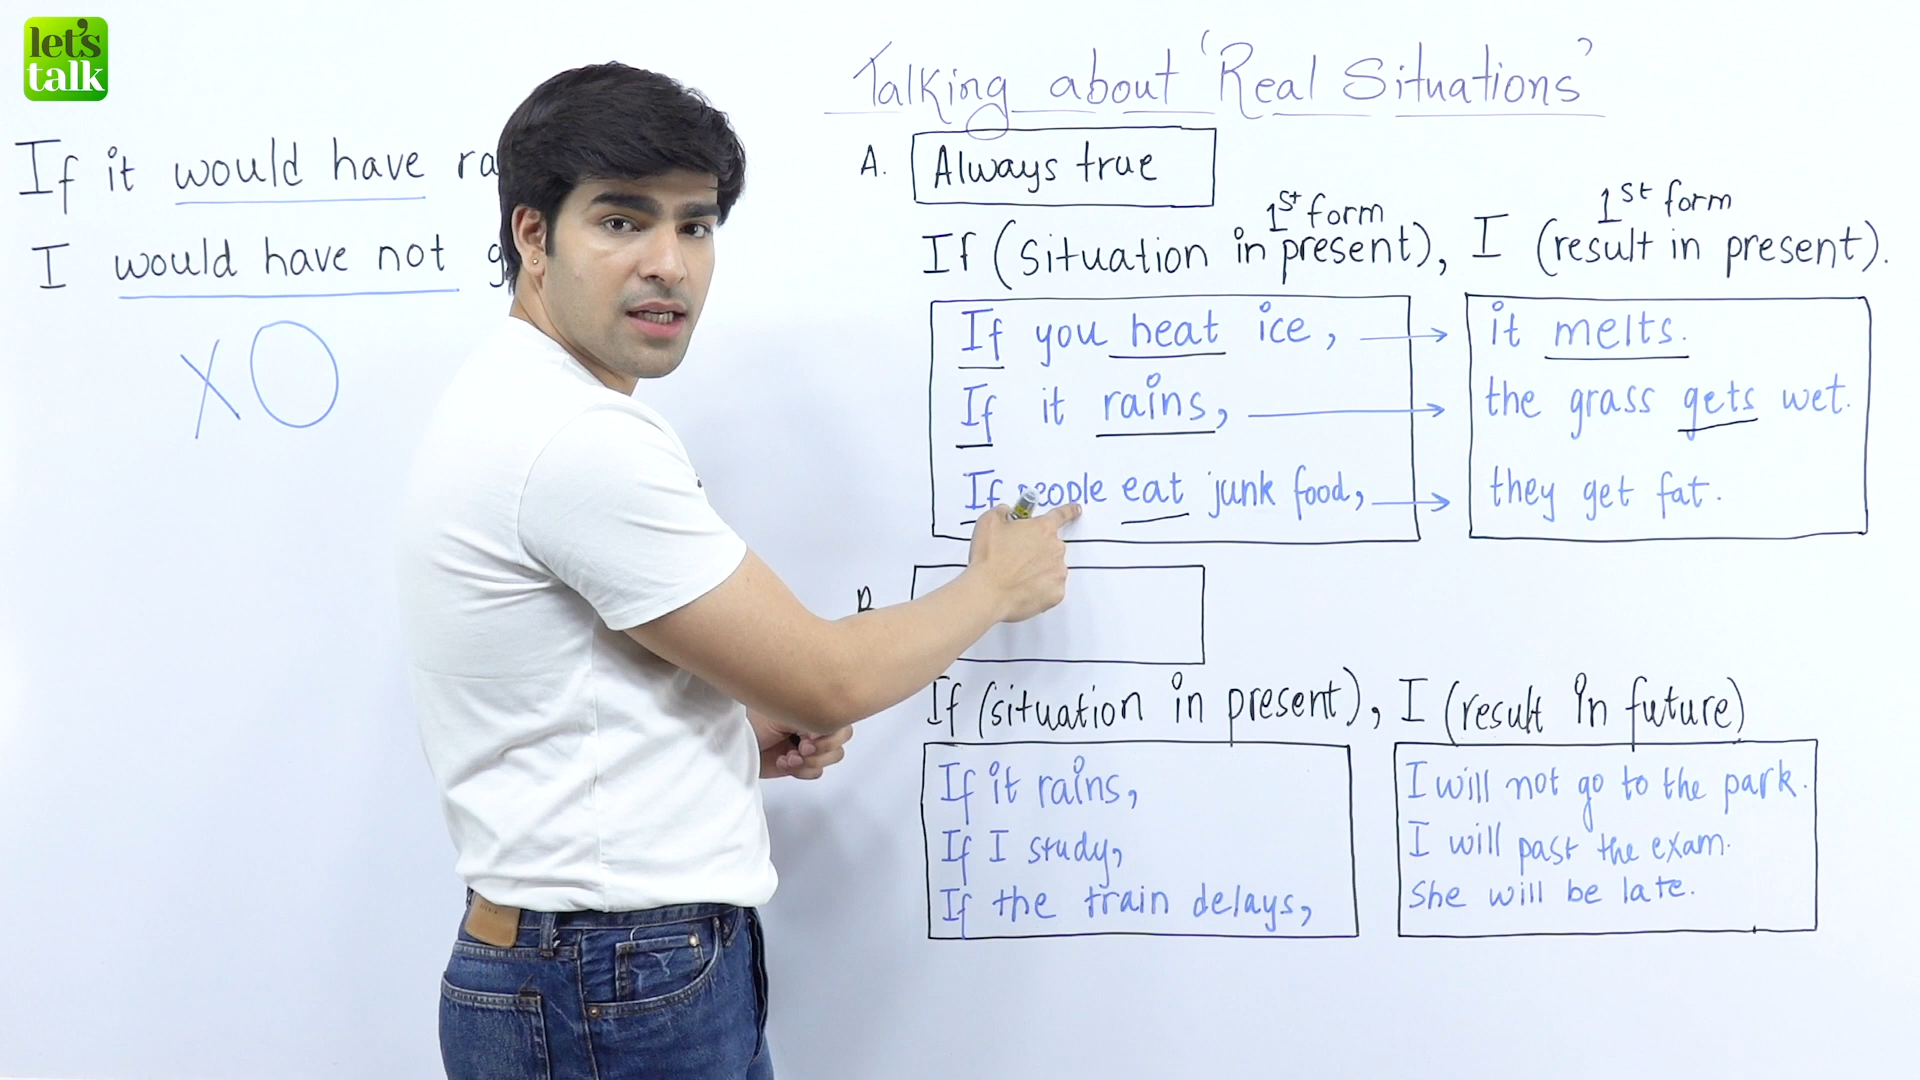 let's
talk
If it would have
I would have not
X O
Talking about 'Real Situations'
A. Always true
1st form 1st form
If (situation in present), I (result in present).
If you heat ice, → it melts.
If it rains, → the grass gets wet.
If people eat junk food, → they get fat.
If (situation in present), I (result in future)
If it rains, I will not go to the park.
If I study, I will past the exam.
If the train delays, She will be late.